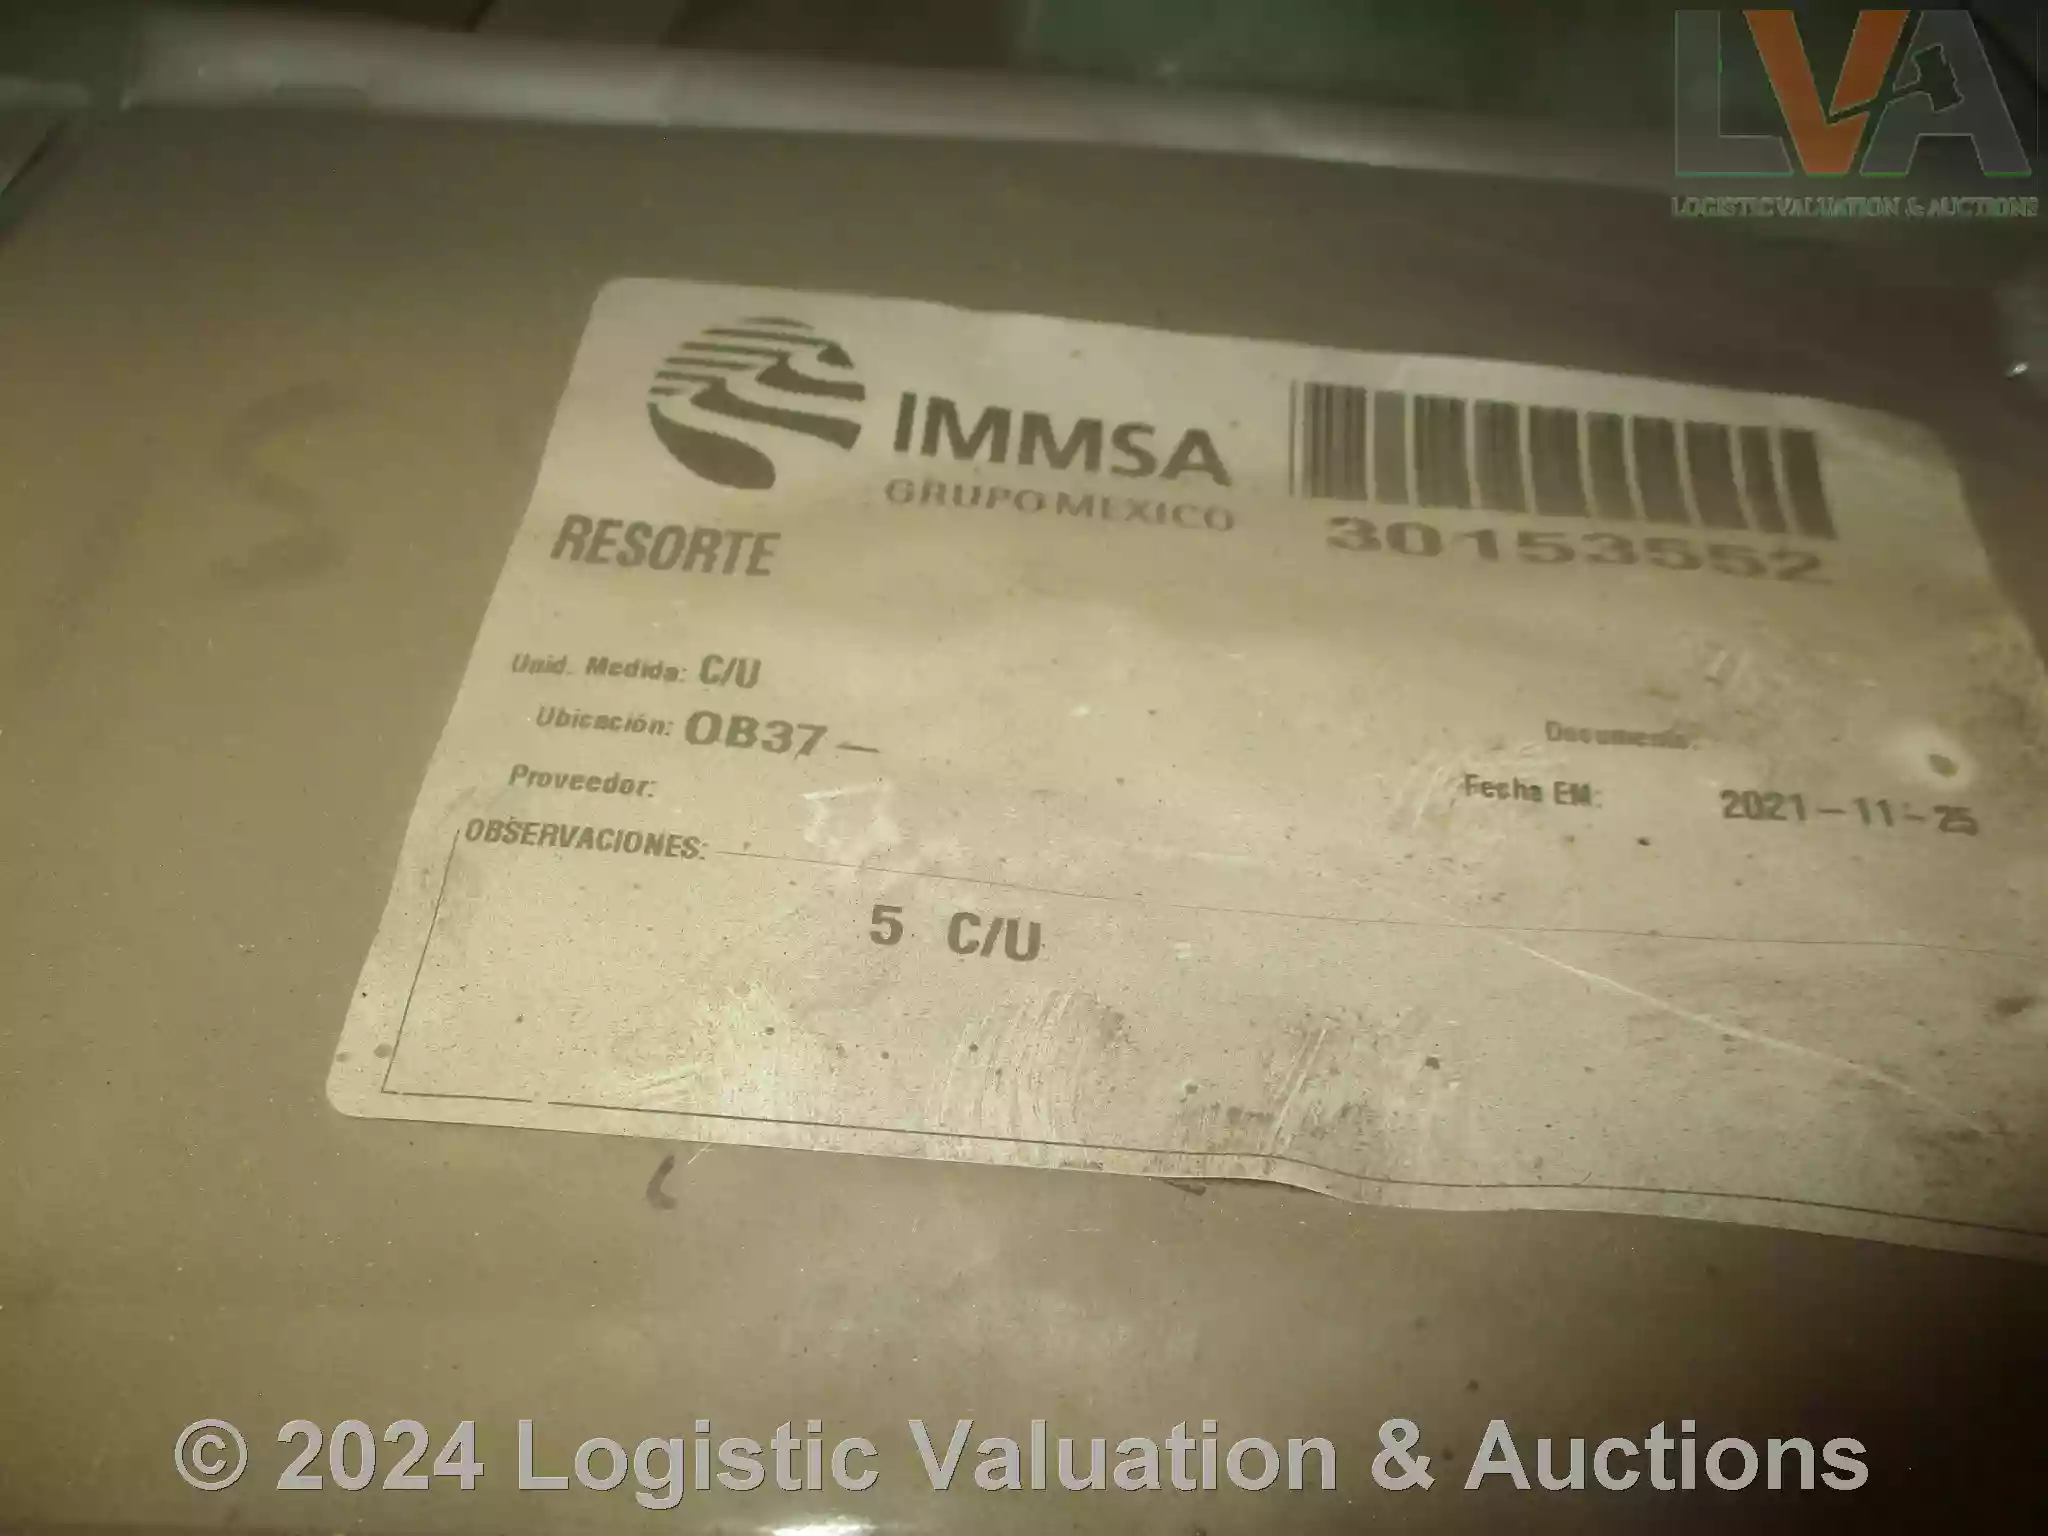 LVA
LOGISTIC VALUATION & AUCTIONS
IMMSA
GRUPO MEXICO
30153552
RESORTE
Unid. Medida: C/U
Ubicación: OB37-
Documento:
Proveedor:
Fecha EM: 2021-11-25
OBSERVACIONES:
5 C/U
© 2024 Logistic Valuation & Auctions